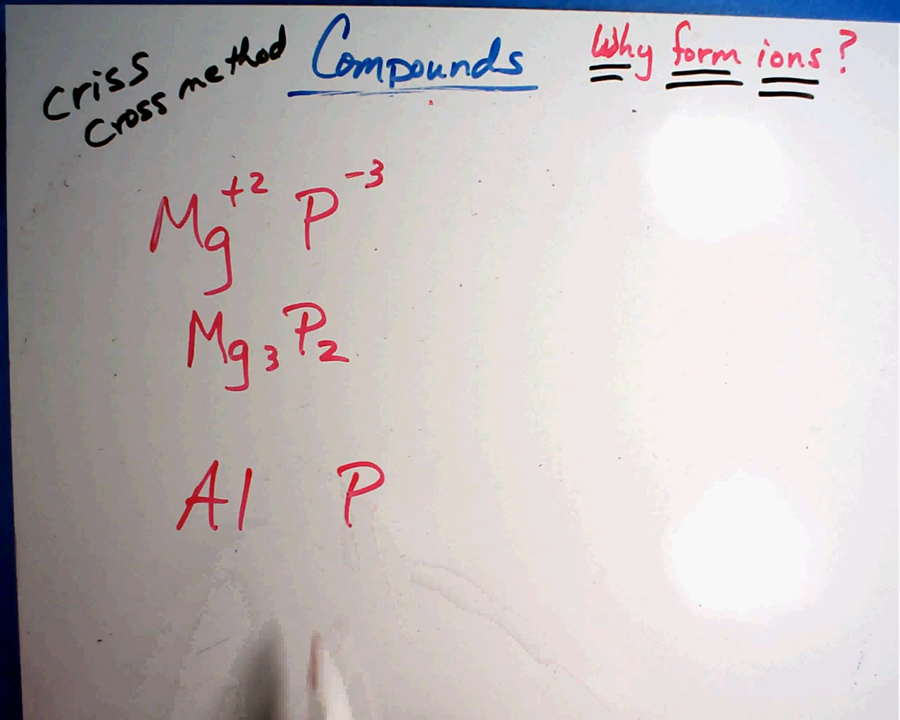 Criss
Cross method
Compounds
Why form ions?
Mg+2 P-3
Mg3P2
Al P